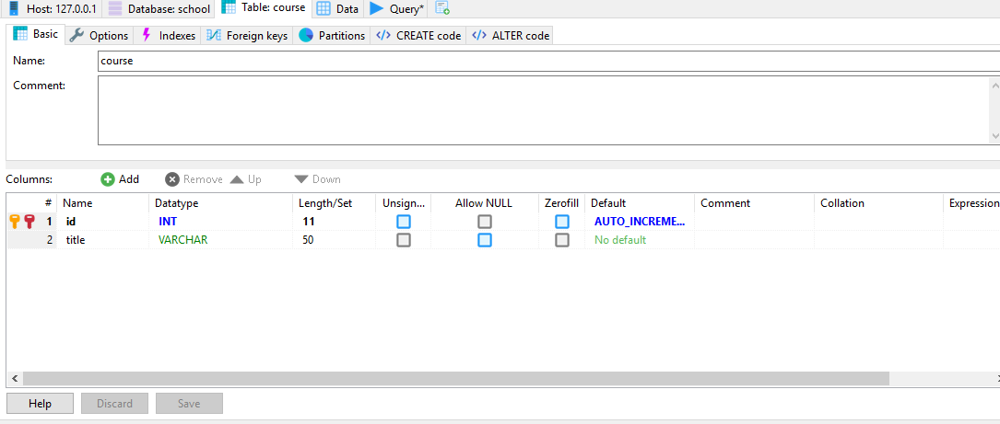 Host: 127.0.0.1 Database: school Table: course Data Query*
Basic Options Indexes Foreign keys Partitions CREATE code ALTER code
Name: course
Comment:
Columns: Add Remove Up Down
# Name Datatype Length/Set Unsign... Allow NULL Zerofill Default Comment Collation Expression
1 id INT 11 AUTO_INCREME...
2 title VARCHAR 50 No default
Help Discard Save